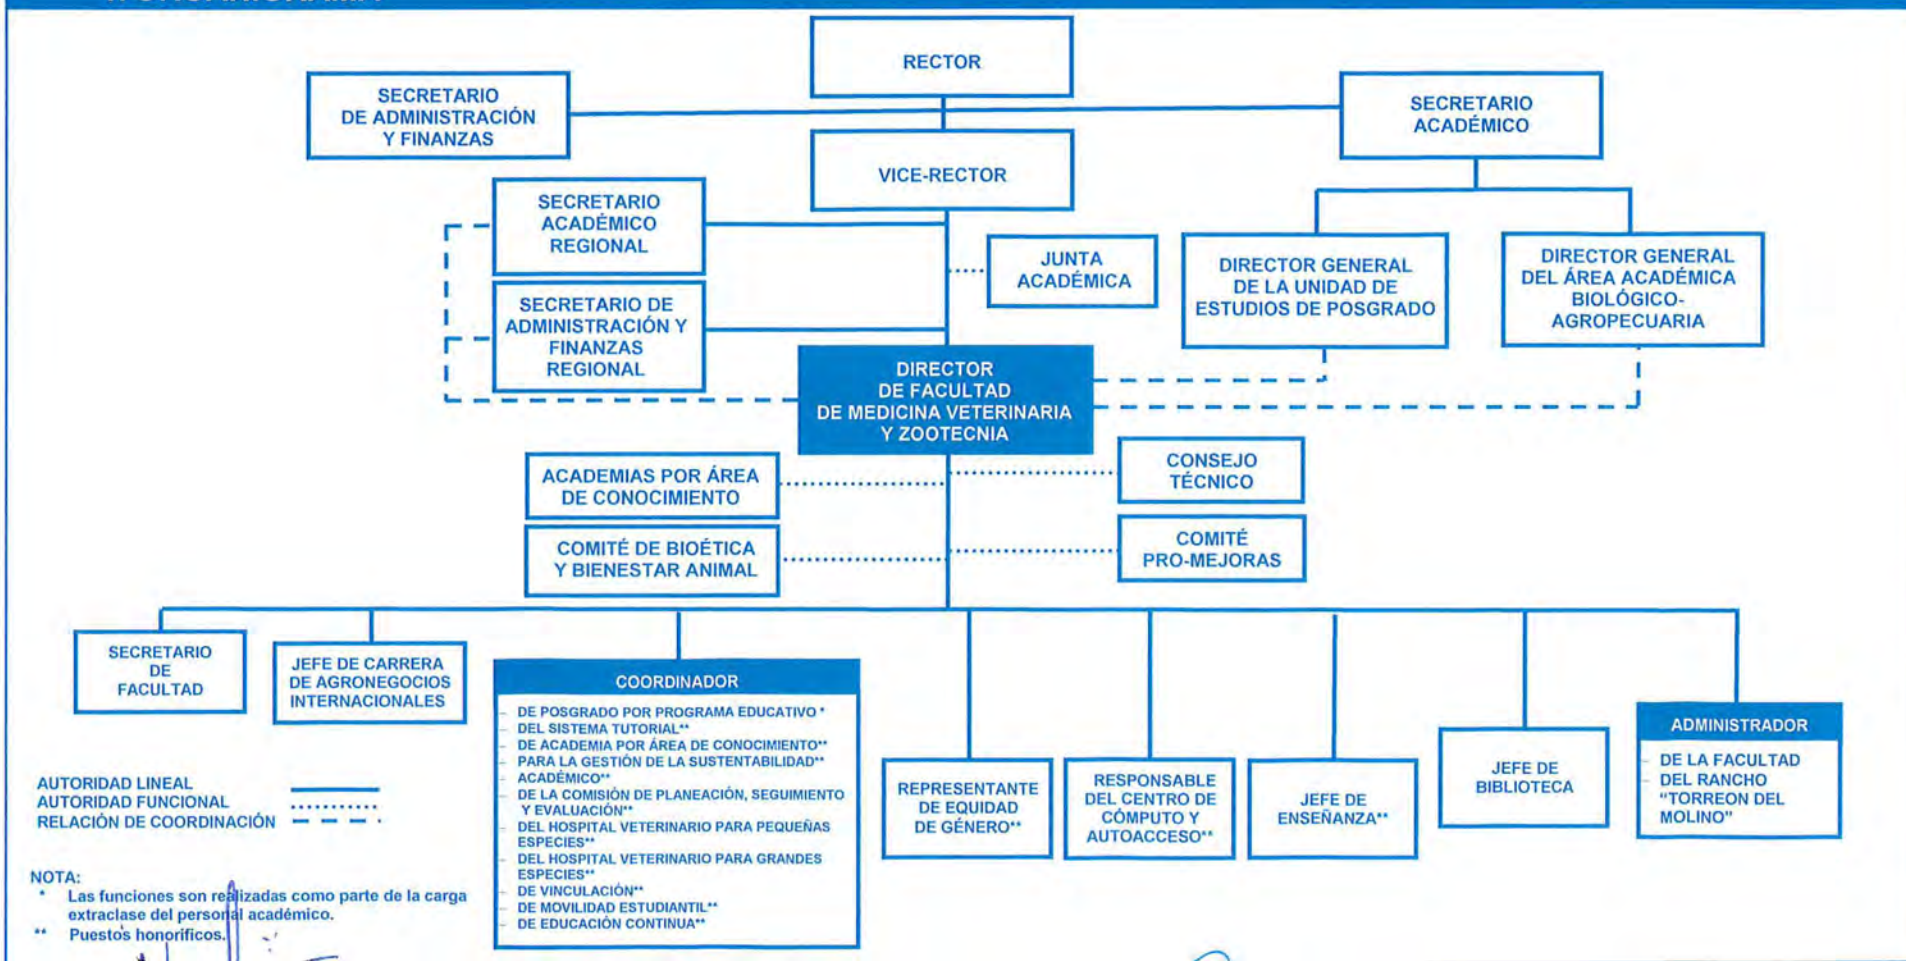 RECTOR
SECRETARIO
DE ADMINISTRACIÓN
Y FINANZAS
SECRETARIO
ACADÉMICO
VICE-RECTOR
SECRETARIO
ACADÉMICO
REGIONAL
JUNTA
ACADÉMICA
DIRECTOR GENERAL
DE LA UNIDAD DE
ESTUDIOS DE POSGRADO
DIRECTOR GENERAL
DEL ÁREA ACADÉMICA
BIOLÓGICO-
AGROPECUARIA
SECRETARIO DE
ADMINISTRACIÓN Y
FINANZAS
REGIONAL
DIRECTOR
DE FACULTAD
DE MEDICINA VETERINARIA
Y ZOOTECNIA
ACADEMIAS POR ÁREA
DE CONOCIMIENTO
CONSEJO
TÉCNICO
COMITÉ DE BIOÉTICA
Y BIENESTAR ANIMAL
COMITÉ
PRO-MEJORAS
SECRETARIO
DE
FACULTAD
JEFE DE CARRERA
DE AGRONEGOCIOS
INTERNACIONALES
COORDINADOR
– DE POSGRADO POR PROGRAMA EDUCATIVO *
– DEL SISTEMA TUTORIAL**
– DE ACADEMIA POR ÁREA DE CONOCIMIENTO**
– PARA LA GESTIÓN DE LA SUSTENTABILIDAD**
– ACADÉMICO**
– DE LA COMISIÓN DE PLANEACIÓN, SEGUIMIENTO
Y EVALUACIÓN**
– DEL HOSPITAL VETERINARIO PARA PEQUEÑAS
ESPECIES**
– DEL HOSPITAL VETERINARIO PARA GRANDES
ESPECIES**
– DE VINCULACIÓN**
– DE MOVILIDAD ESTUDIANTIL**
– DE EDUCACIÓN CONTINUA**
REPRESENTANTE
DE EQUIDAD
DE GÉNERO**
RESPONSABLE
DEL CENTRO DE
CÓMPUTO Y
AUTOACCESO**
JEFE DE
ENSEÑANZA**
JEFE DE
BIBLIOTECA
ADMINISTRADOR
– DE LA FACULTAD
– DEL RANCHO
“TORREON DEL
MOLINO”
AUTORIDAD LINEAL
AUTORIDAD FUNCIONAL
RELACIÓN DE COORDINACIÓN
NOTA:
* Las funciones son realizadas como parte de la carga
extraclase del personal académico.
** Puestos honoríficos.